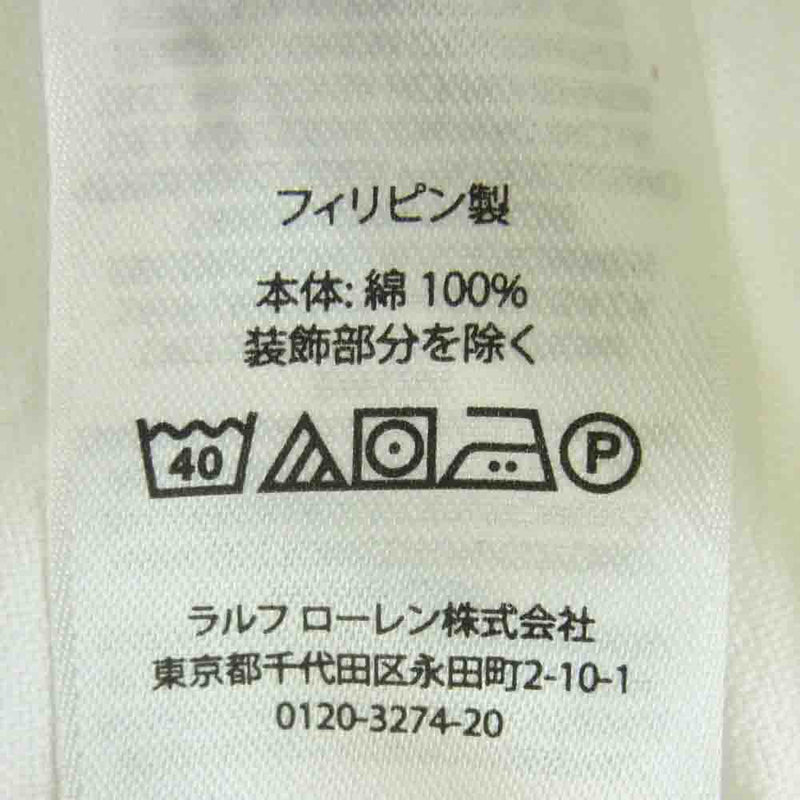 フィリピン製
本体: 綿 100%
装飾部分を除く
40 P
ラルフ ローレン株式会社
東京都千代田区永田町2-10-1
0120-3274-20